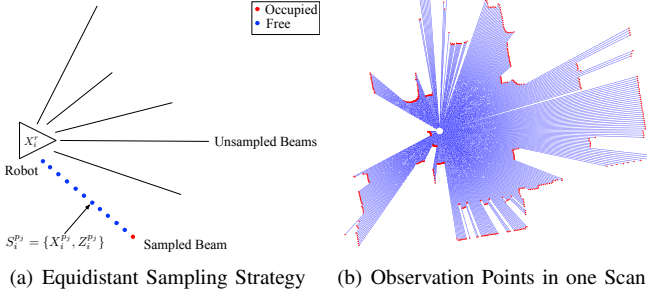 Occupied
Free
$X_i^r$
Unsampled Beams
Robot
$S_i^{p_j} = \{X_i^{p_j}, Z_i^{p_j}\}$
Sampled Beam
(a) Equidistant Sampling Strategy
(b) Observation Points in one Scan